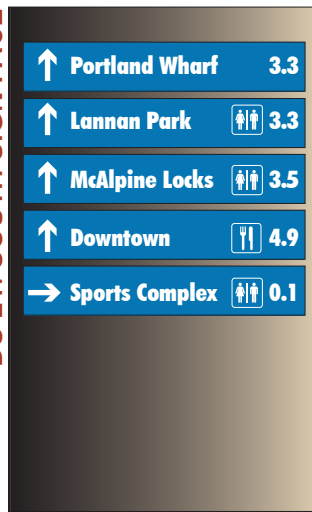 Portland Wharf 3.3
Lannan Park 3.3
McAlpine Locks 3.5
Downtown 4.9
Sports Complex 0.1